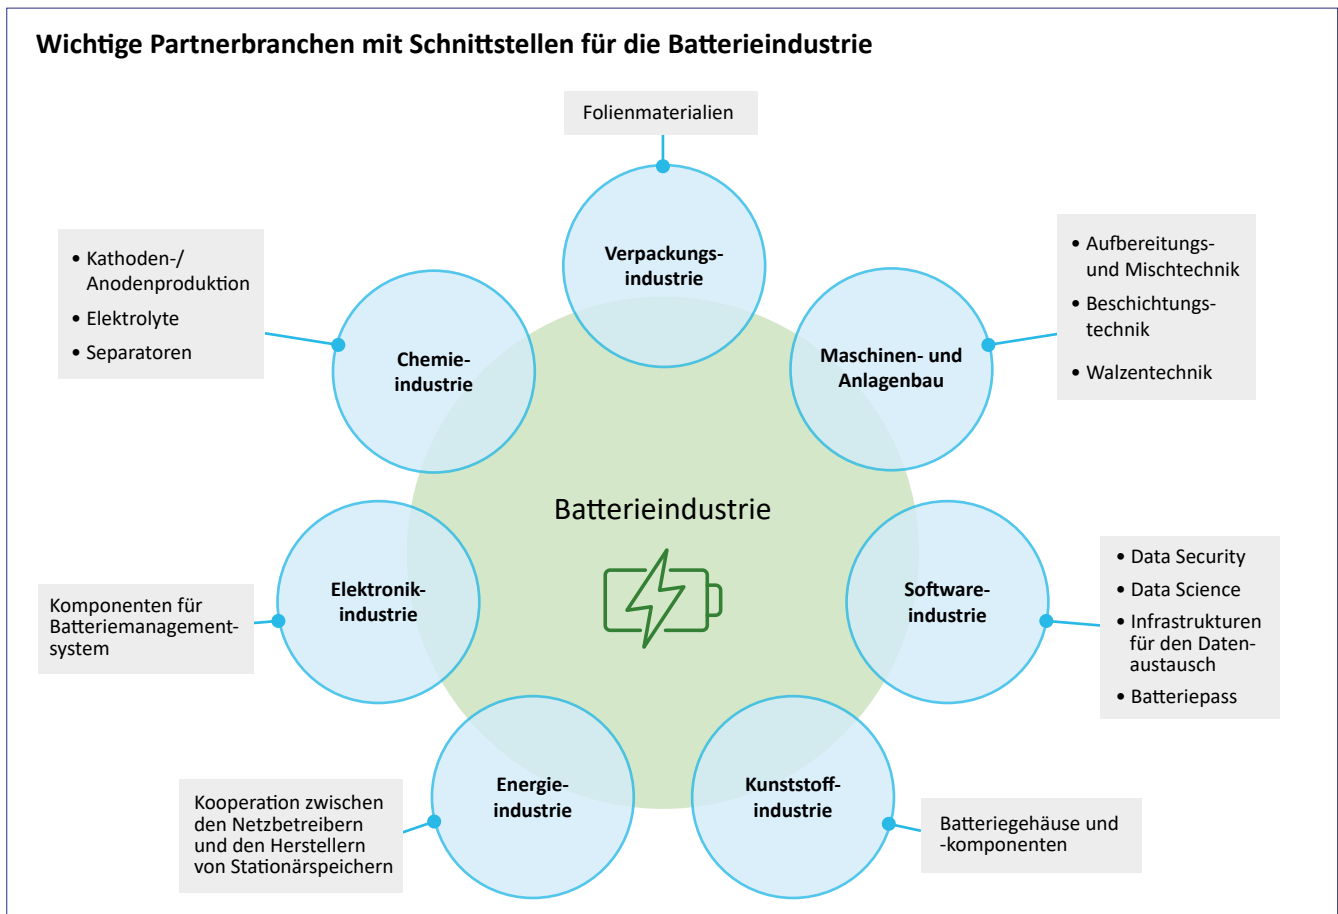 Wichtige Partnerbranchen mit Schnittstellen für die Batterieindustrie
Folienmaterialien
Verpackungs-
industrie
• Kathoden-/
Anodenproduktion
• Elektrolyte
• Separatoren
Chemie-
industrie
• Aufbereitungs-
und Mischtechnik
• Beschichtungs-
technik
• Walzentechnik
Maschinen- und
Anlagenbau
Batterieindustrie
Komponenten für
Batteriemanagement-
system
Elektronik-
industrie
Software-
industrie
• Data Security
• Data Science
• Infrastrukturen
für den Daten-
austausch
• Batteriepass
Kooperation zwischen
den Netzbetreibern
und den Herstellern
von Stationärspeichern
Energie-
industrie
Kunststoff-
industrie
Batteriegehäuse und
-komponenten